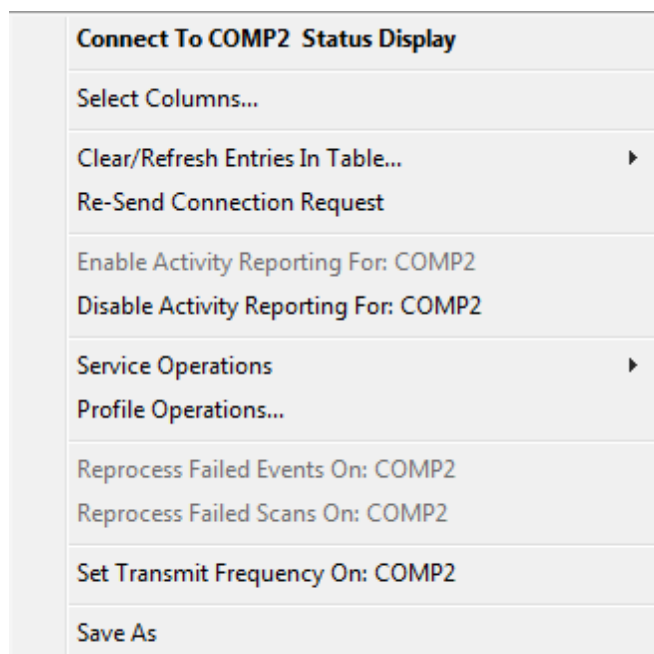 Connect To COMP2  Status Display
Select Columns...
Clear/Refresh Entries In Table...
Re-Send Connection Request
Enable Activity Reporting For: COMP2
Disable Activity Reporting For: COMP2
Service Operations
Profile Operations...
Reprocess Failed Events On: COMP2
Reprocess Failed Scans On: COMP2
Set Transmit Frequency On: COMP2
Save As